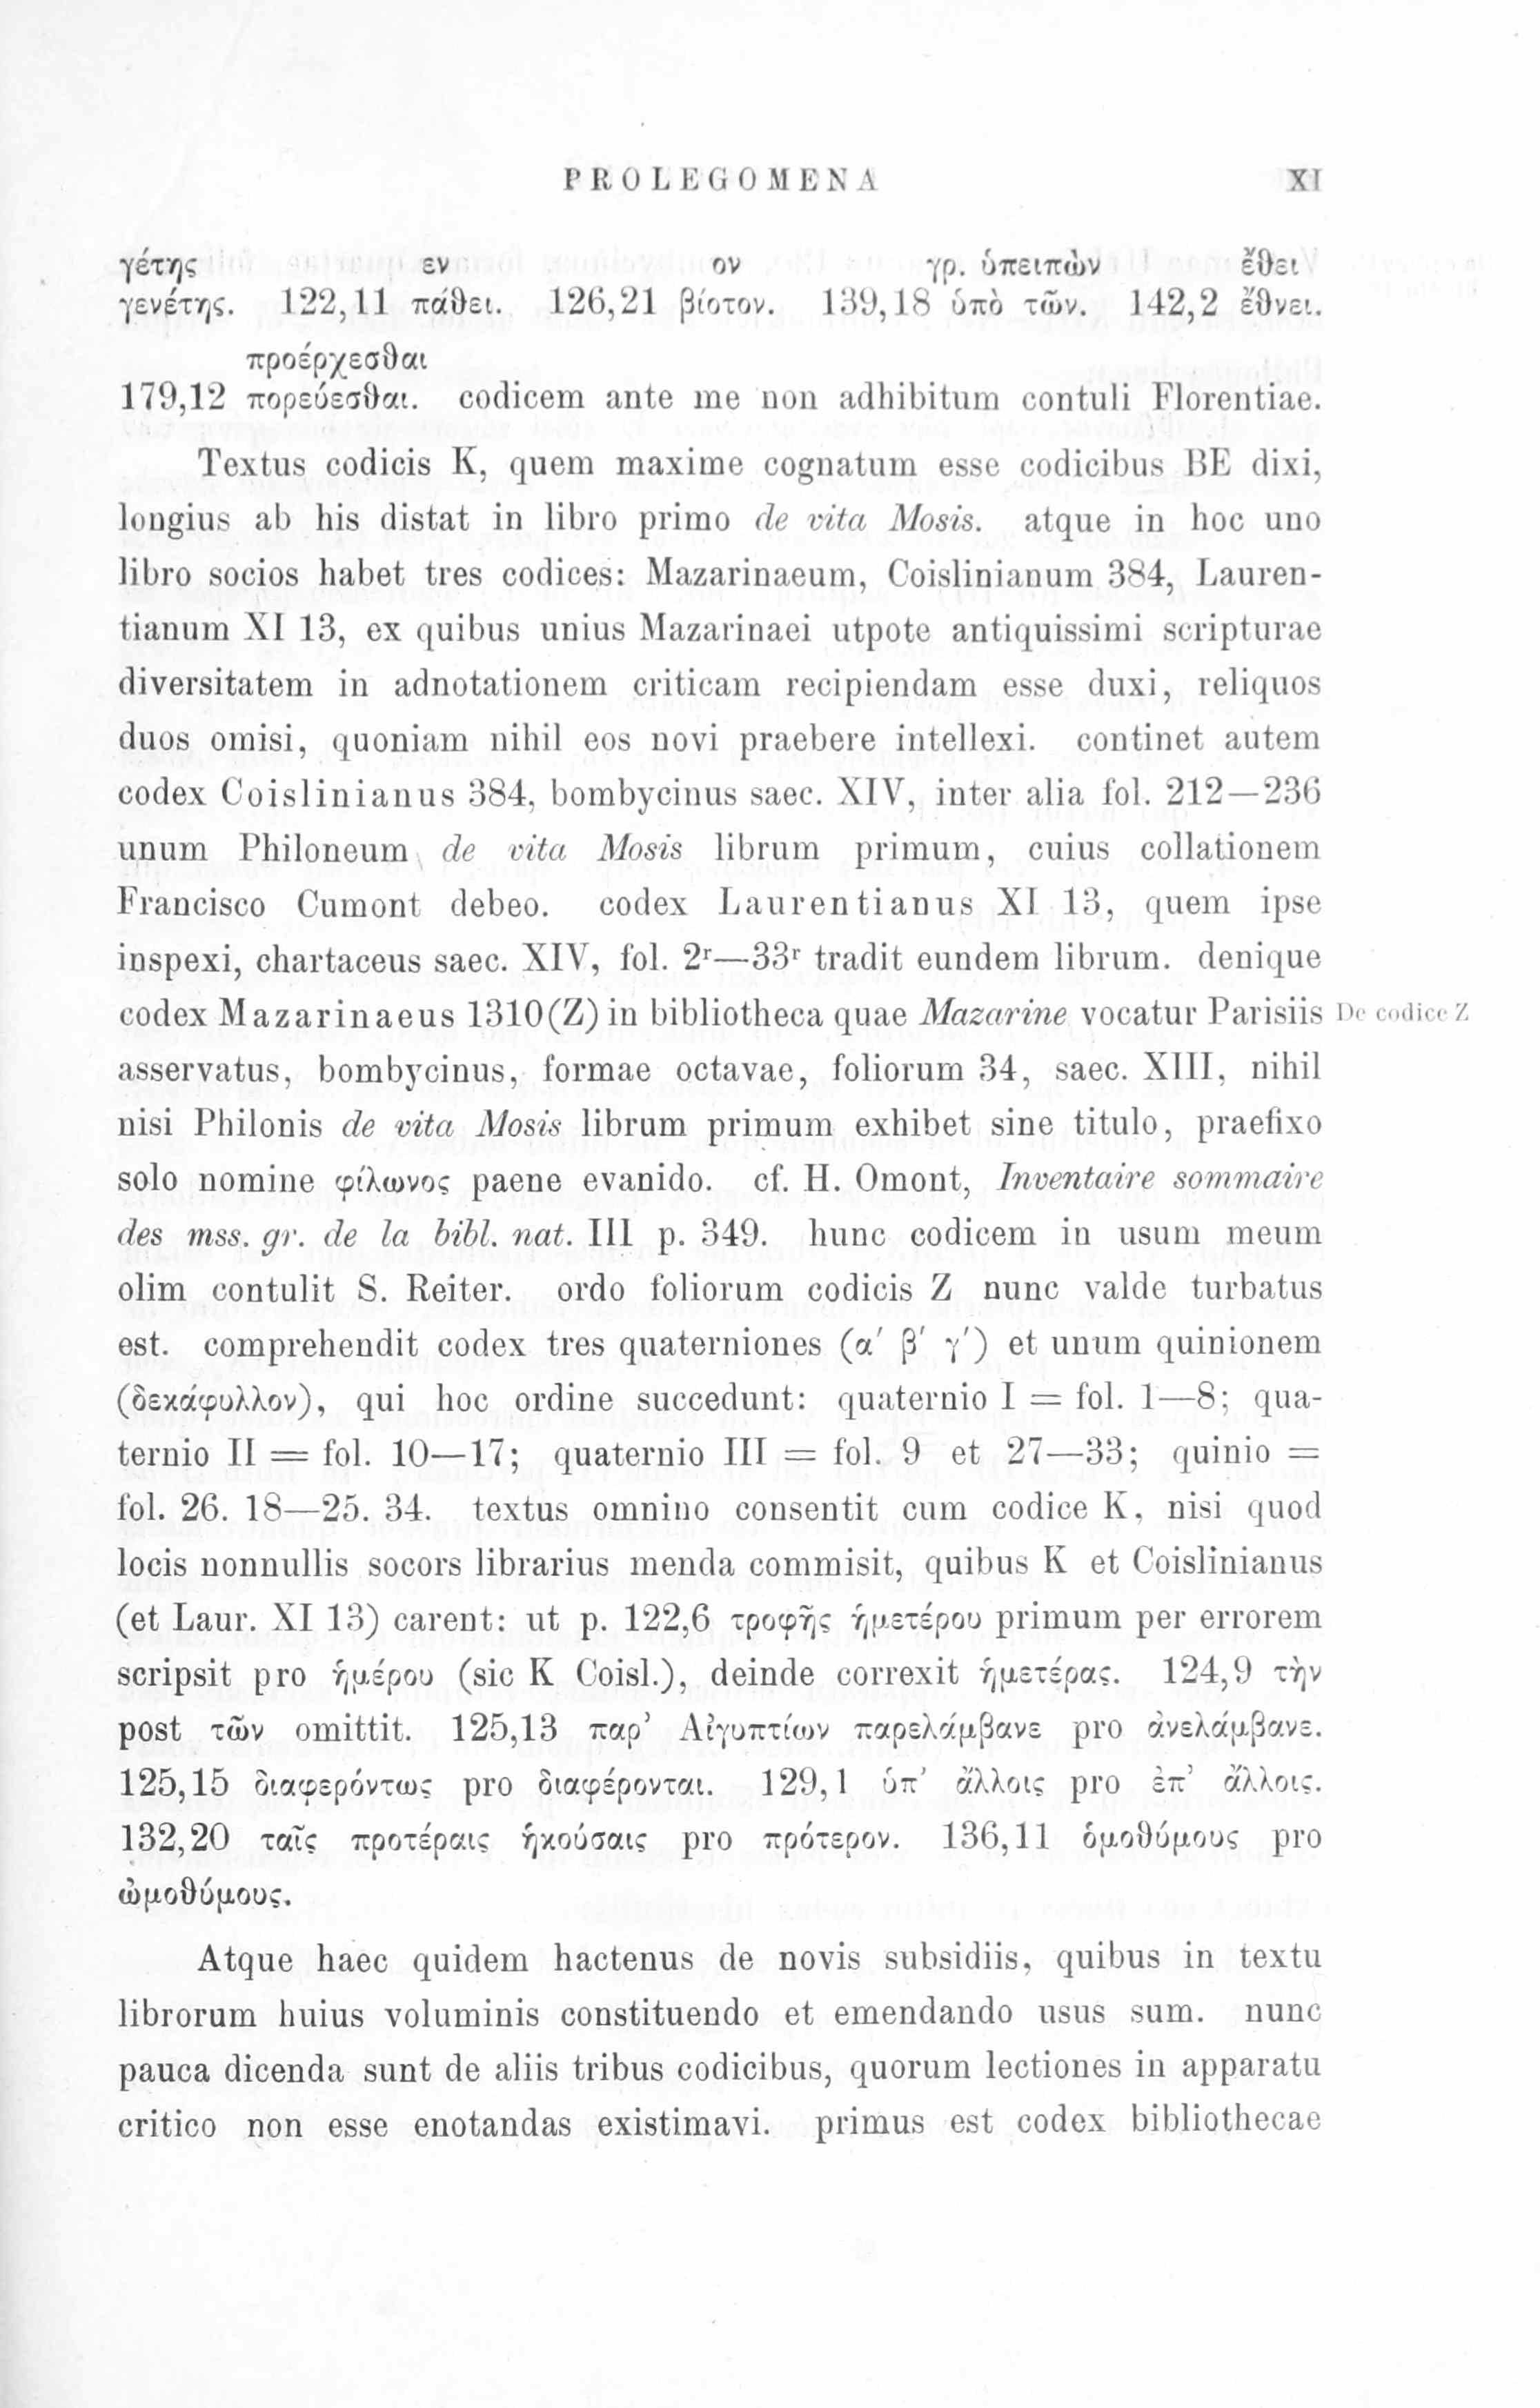 PROLEGOMENA XI
γέτης εν ον γρ. ὑπειπὼν ἔθει
γενέτης. 122,11 πάθει. 126,21 βίοτον. 139,18 ὑπὸ τῶν. 142,2 ἔθνει.
προέρχεσθαι
179,12 πορεύεσθαι. codicem ante me non adhibitum contuli Florentiae.
Textus codicis K, quem maxime cognatum esse codicibus BE dixi,
longius ab his distat in libro primo de vita Mosis. atque in hoc uno
libro socios habet tres codices: Mazarinaeum, Coislinianum 384, Lauren-
tianum XI 13, ex quibus unius Mazarinaei utpote antiquissimi scripturae
diversitatem in adnotationem criticam recipiendam esse duxi, reliquos
duos omisi, quoniam nihil eos novi praebere intellexi. continet autem
codex Coislinianus 384, bombycinus saec. XIV, inter alia fol. 212—236
unum Philoneum de vita Mosis librum primum, cuius collationem
Francisco Cumont debeo. codex Laurentianus XI 13, quem ipse
inspexi, chartaceus saec. XIV, fol. 2r—33r tradit eundem librum. denique
codex Mazarinaeus 1310(Z) in bibliotheca quae Mazarine vocatur Parisiis De codice Z
asservatus, bombycinus, formae octavae, foliorum 34, saec. XIII, nihil
nisi Philonis de vita Mosis librum primum exhibet sine titulo, praefixo
solo nomine φίλωνος paene evanido. cf. H. Omont, Inventaire sommaire
des mss. gr. de la bibl. nat. III p. 349. hunc codicem in usum meum
olim contulit S. Reiter. ordo foliorum codicis Z nunc valde turbatus
est. comprehendit codex tres quaterniones (α′ β′ γ′) et unum quinionem
(δεκάφυλλον), qui hoc ordine succedunt: quaternio I = fol. 1—8; qua-
ternio II = fol. 10—17; quaternio III = fol. 9 et 27—33; quinio =
fol. 26. 18—25. 34. textus omnino consentit cum codice K, nisi quod
locis nonnullis socors librarius menda commisit, quibus K et Coislinianus
(et Laur. XI 13) carent: ut p. 122,6 τροφῆς ἡμετέρου primum per errorem
scripsit pro ἡμέρου (sic K Coisl.), deinde correxit ἡμετέρας. 124,9 τὴν
post τῶν omittit. 125,13 παρ’ Αἰγυπτίων παρελάμβανε pro ἀνελάμβανε.
125,15 διαφερόντως pro διαφέρονται. 129,1 ὑπ’ ἄλλοις pro ἐπ’ ἄλλοις.
132,20 ταῖς προτέραις ἡκούσαις pro πρότερον. 136,11 ὁμοθύμους pro
ὠμοθύμους.
Atque haec quidem hactenus de novis subsidiis, quibus in textu
librorum huius voluminis constituendo et emendando usus sum. nunc
pauca dicenda sunt de aliis tribus codicibus, quorum lectiones in apparatu
critico non esse enotandas existimavi. primus est codex bibliothecae